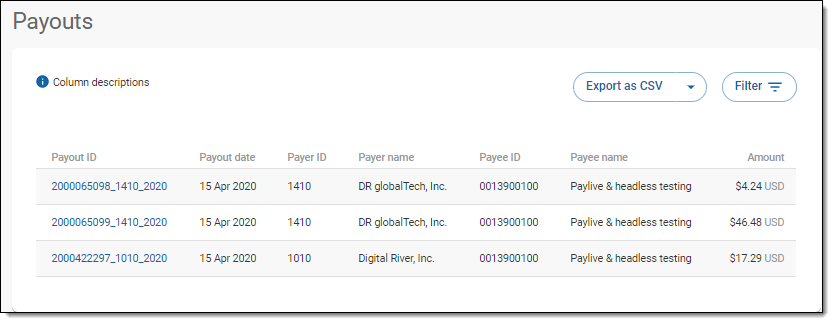 Payouts
Column descriptions
Export as CSV
Filter
Payout ID Payout date Payer ID Payer name Payee ID Payee name Amount
2000065098_1410_2020 15 Apr 2020 1410 DR globalTech, Inc. 0013900100 Paylive & headless testing $4.24 USD
2000065099_1410_2020 15 Apr 2020 1410 DR globalTech, Inc. 0013900100 Paylive & headless testing $46.48 USD
2000422297_1010_2020 15 Apr 2020 1010 Digital River, Inc. 0013900100 Paylive & headless testing $17.29 USD